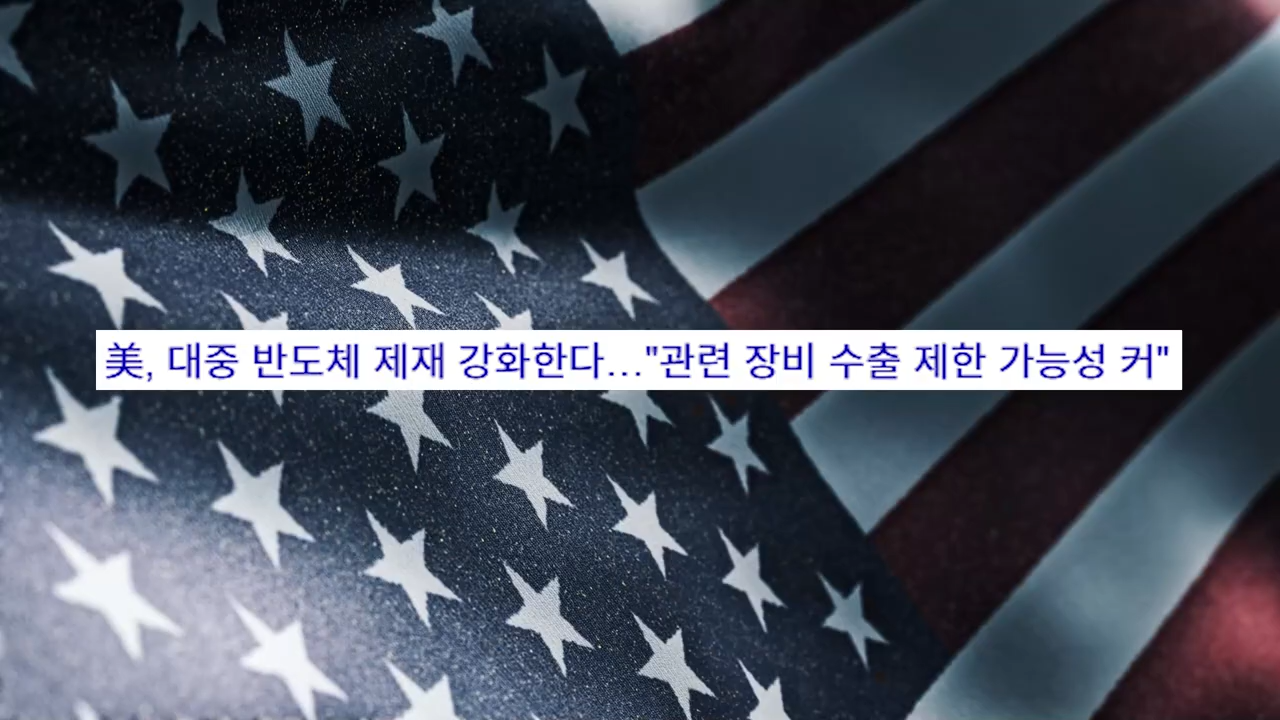 美, 대중 반도체 제재 강화한다…"관련 장비 수출 제한 가능성 커"